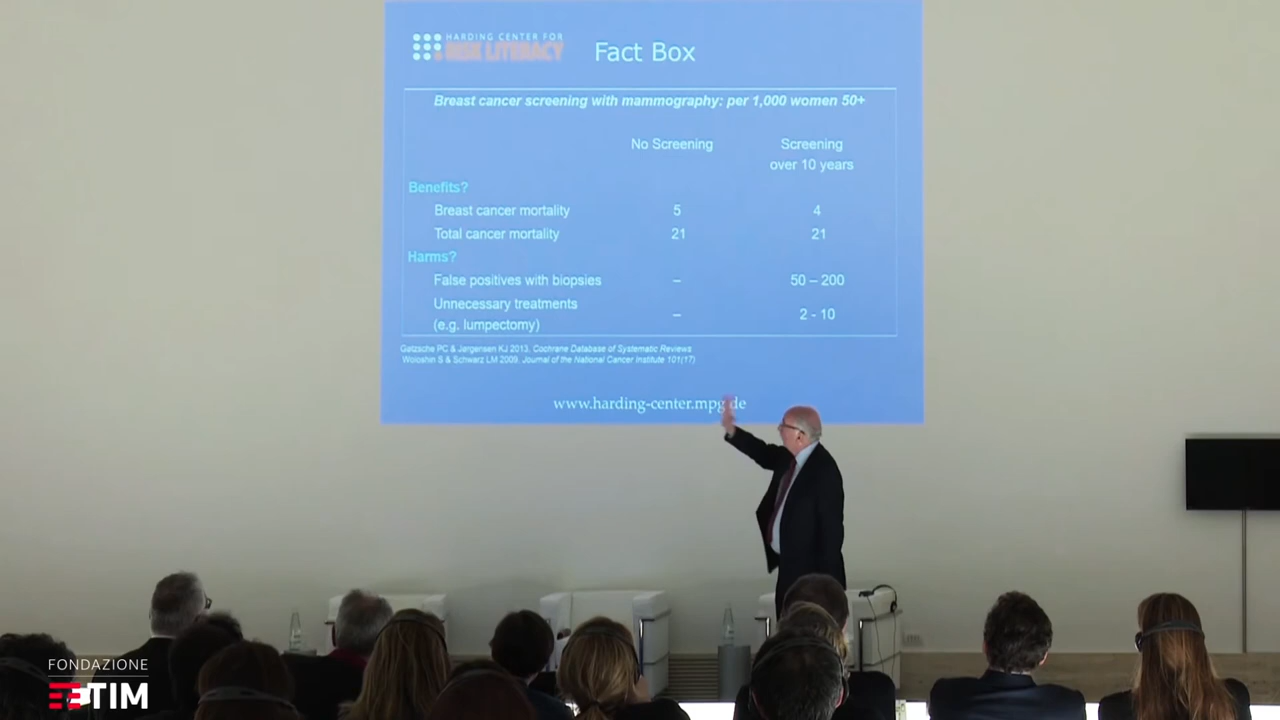 HARDING CENTER FOR
RISK LITERACY
Fact Box
Breast cancer screening with mammography: per 1,000 women 50+
No Screening Screening
over 10 years
Benefits?
Breast cancer mortality 5 4
Total cancer mortality 21 21
Harms?
False positives with biopsies – 50 – 200
Unnecessary treatments
(e.g. lumpectomy) – 2 - 10
Gøtzsche PC & Jørgensen KJ 2013. Cochrane Database of Systematic Reviews
Woloshin S & Schwarz LM 2009. Journal of the National Cancer Institute 101(17)
www.harding-center.mpg.de
FONDAZIONE
TIM